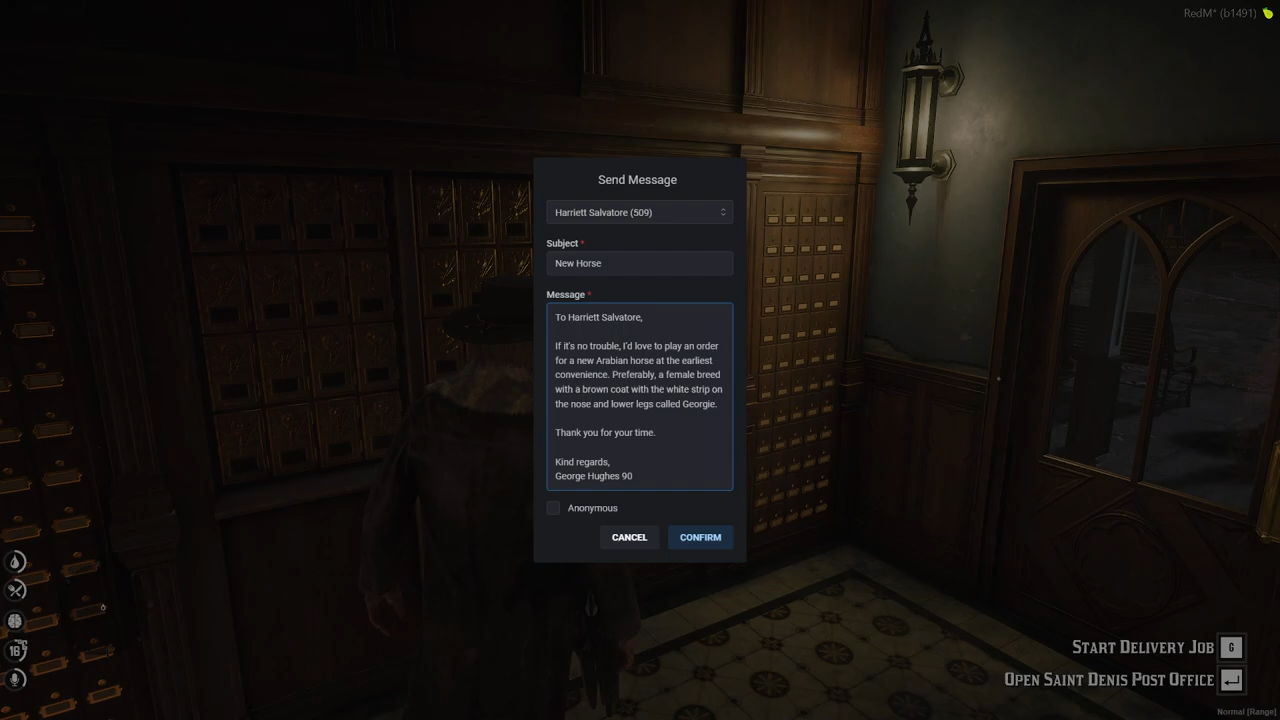 RedM* (b1491)
Send Message
Harriett Salvatore (509)
Subject *
New Horse
Message *
To Harriett Salvatore,
If it's no trouble, I'd love to play an order
for a new Arabian horse at the earliest
convenience. Preferably, a female breed
with a brown coat with the white strip on
the nose and lower legs called Georgie.
Thank you for your time.
Kind regards,
George Hughes 90
Anonymous
CANCEL
CONFIRM
18°C
START DELIVERY JOB G
OPEN SAINT DENIS POST OFFICE
Normal [Range]